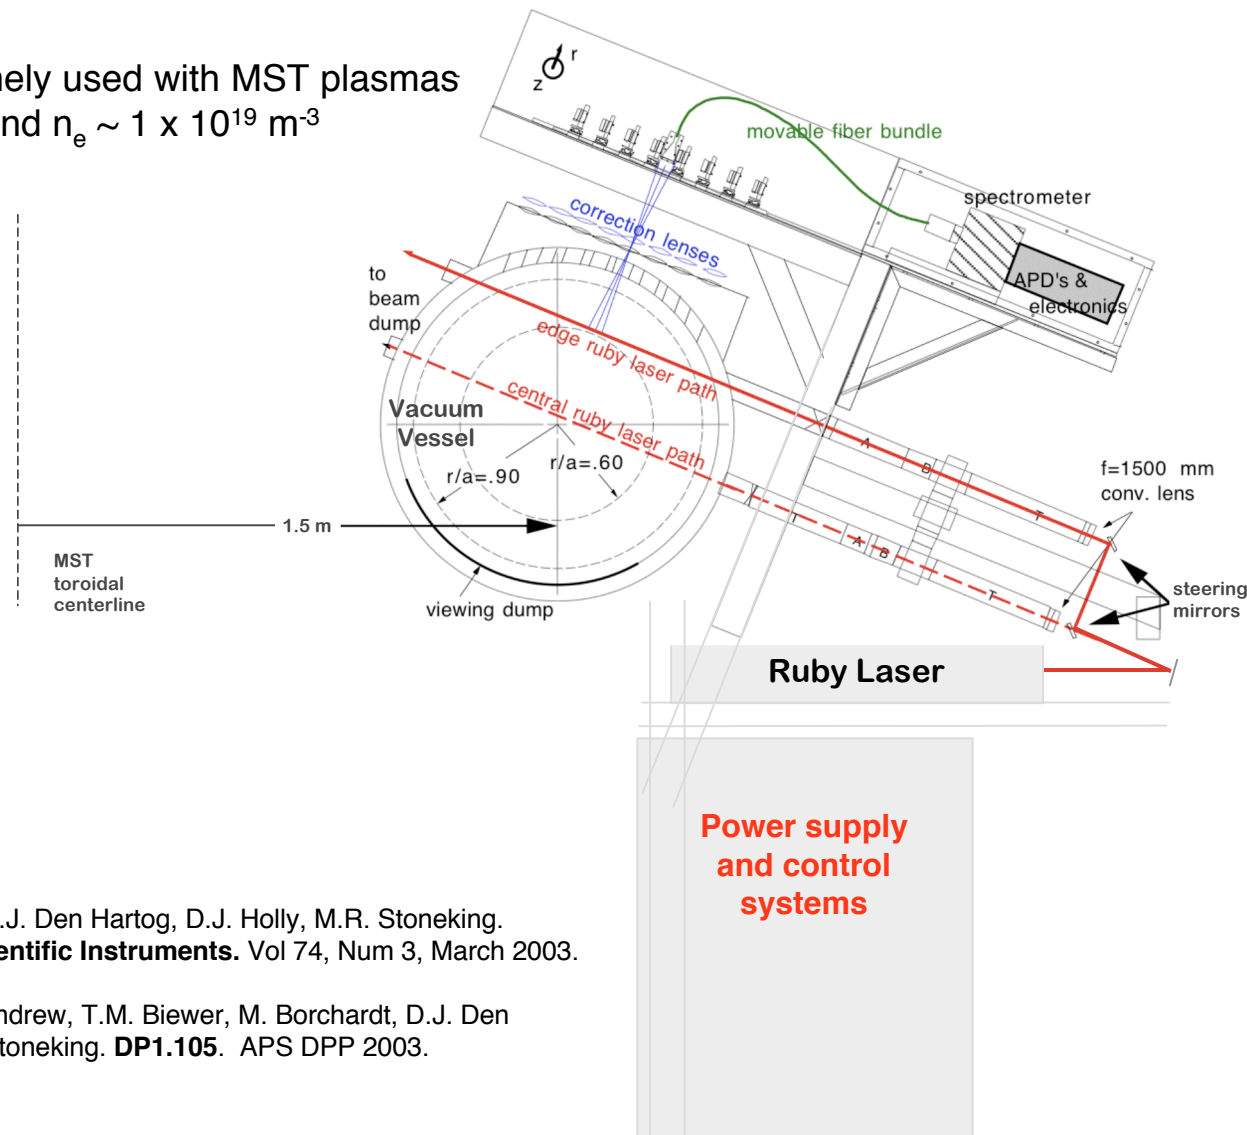 nely used with MST plasmas
nd nₑ ~ 1 x 10¹⁹ m⁻³
r
z
movable fiber bundle
spectrometer
correction lenses
APD's &
electronics
to
beam
dump
edge ruby laser path
central ruby laser path
Vacuum
Vessel
r/a=.90
r/a=.60
A
B
T
T
A
B
T
f=1500 mm
conv. lens
1.5 m
MST
toroidal
centerline
viewing dump
steering
mirrors
Ruby Laser
Power supply
and control
systems
.J. Den Hartog, D.J. Holly, M.R. Stoneking.
entific Instruments. Vol 74, Num 3, March 2003.
ndrew, T.M. Biewer, M. Borchardt, D.J. Den
toneking. DP1.105. APS DPP 2003.